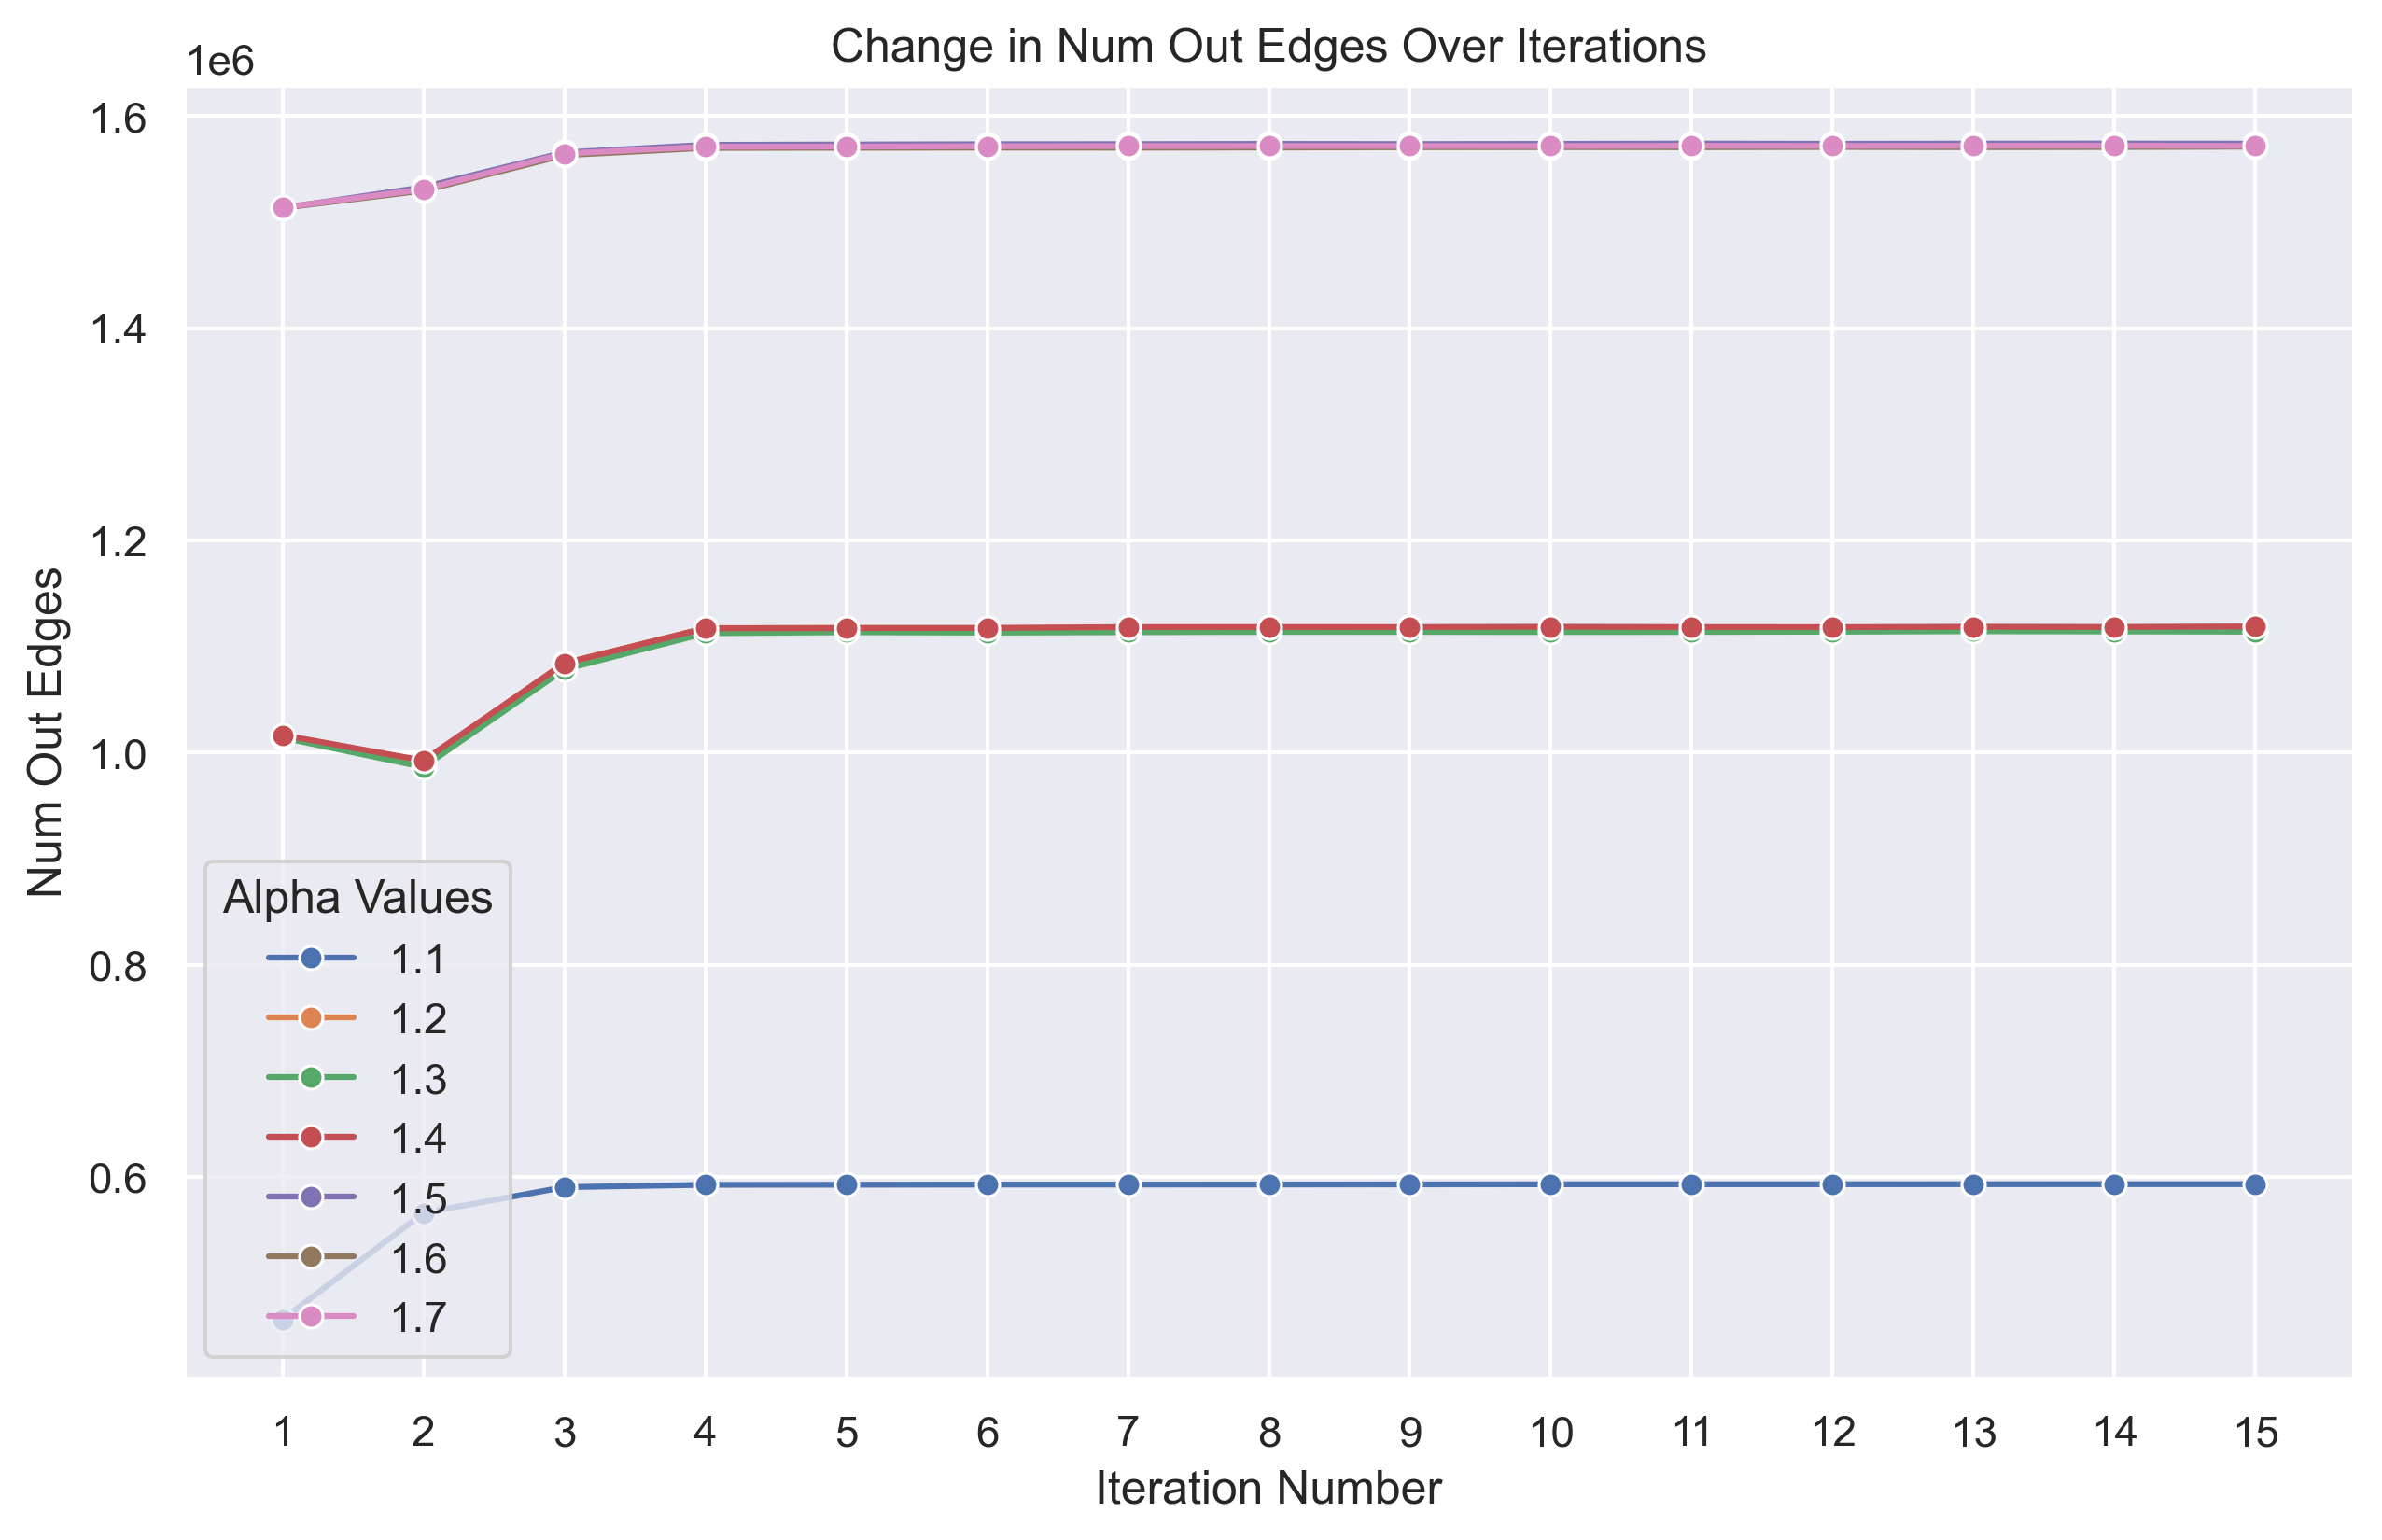 Change in Num Out Edges Over Iterations
1e6
1.6
1.4
1.2
1.0
0.8
0.6
Num Out Edges
Alpha Values
1.1
1.2
1.3
1.4
1.5
1.6
1.7
1 2 3 4 5 6 7 8 9 10 11 12 13 14 15
Iteration Number